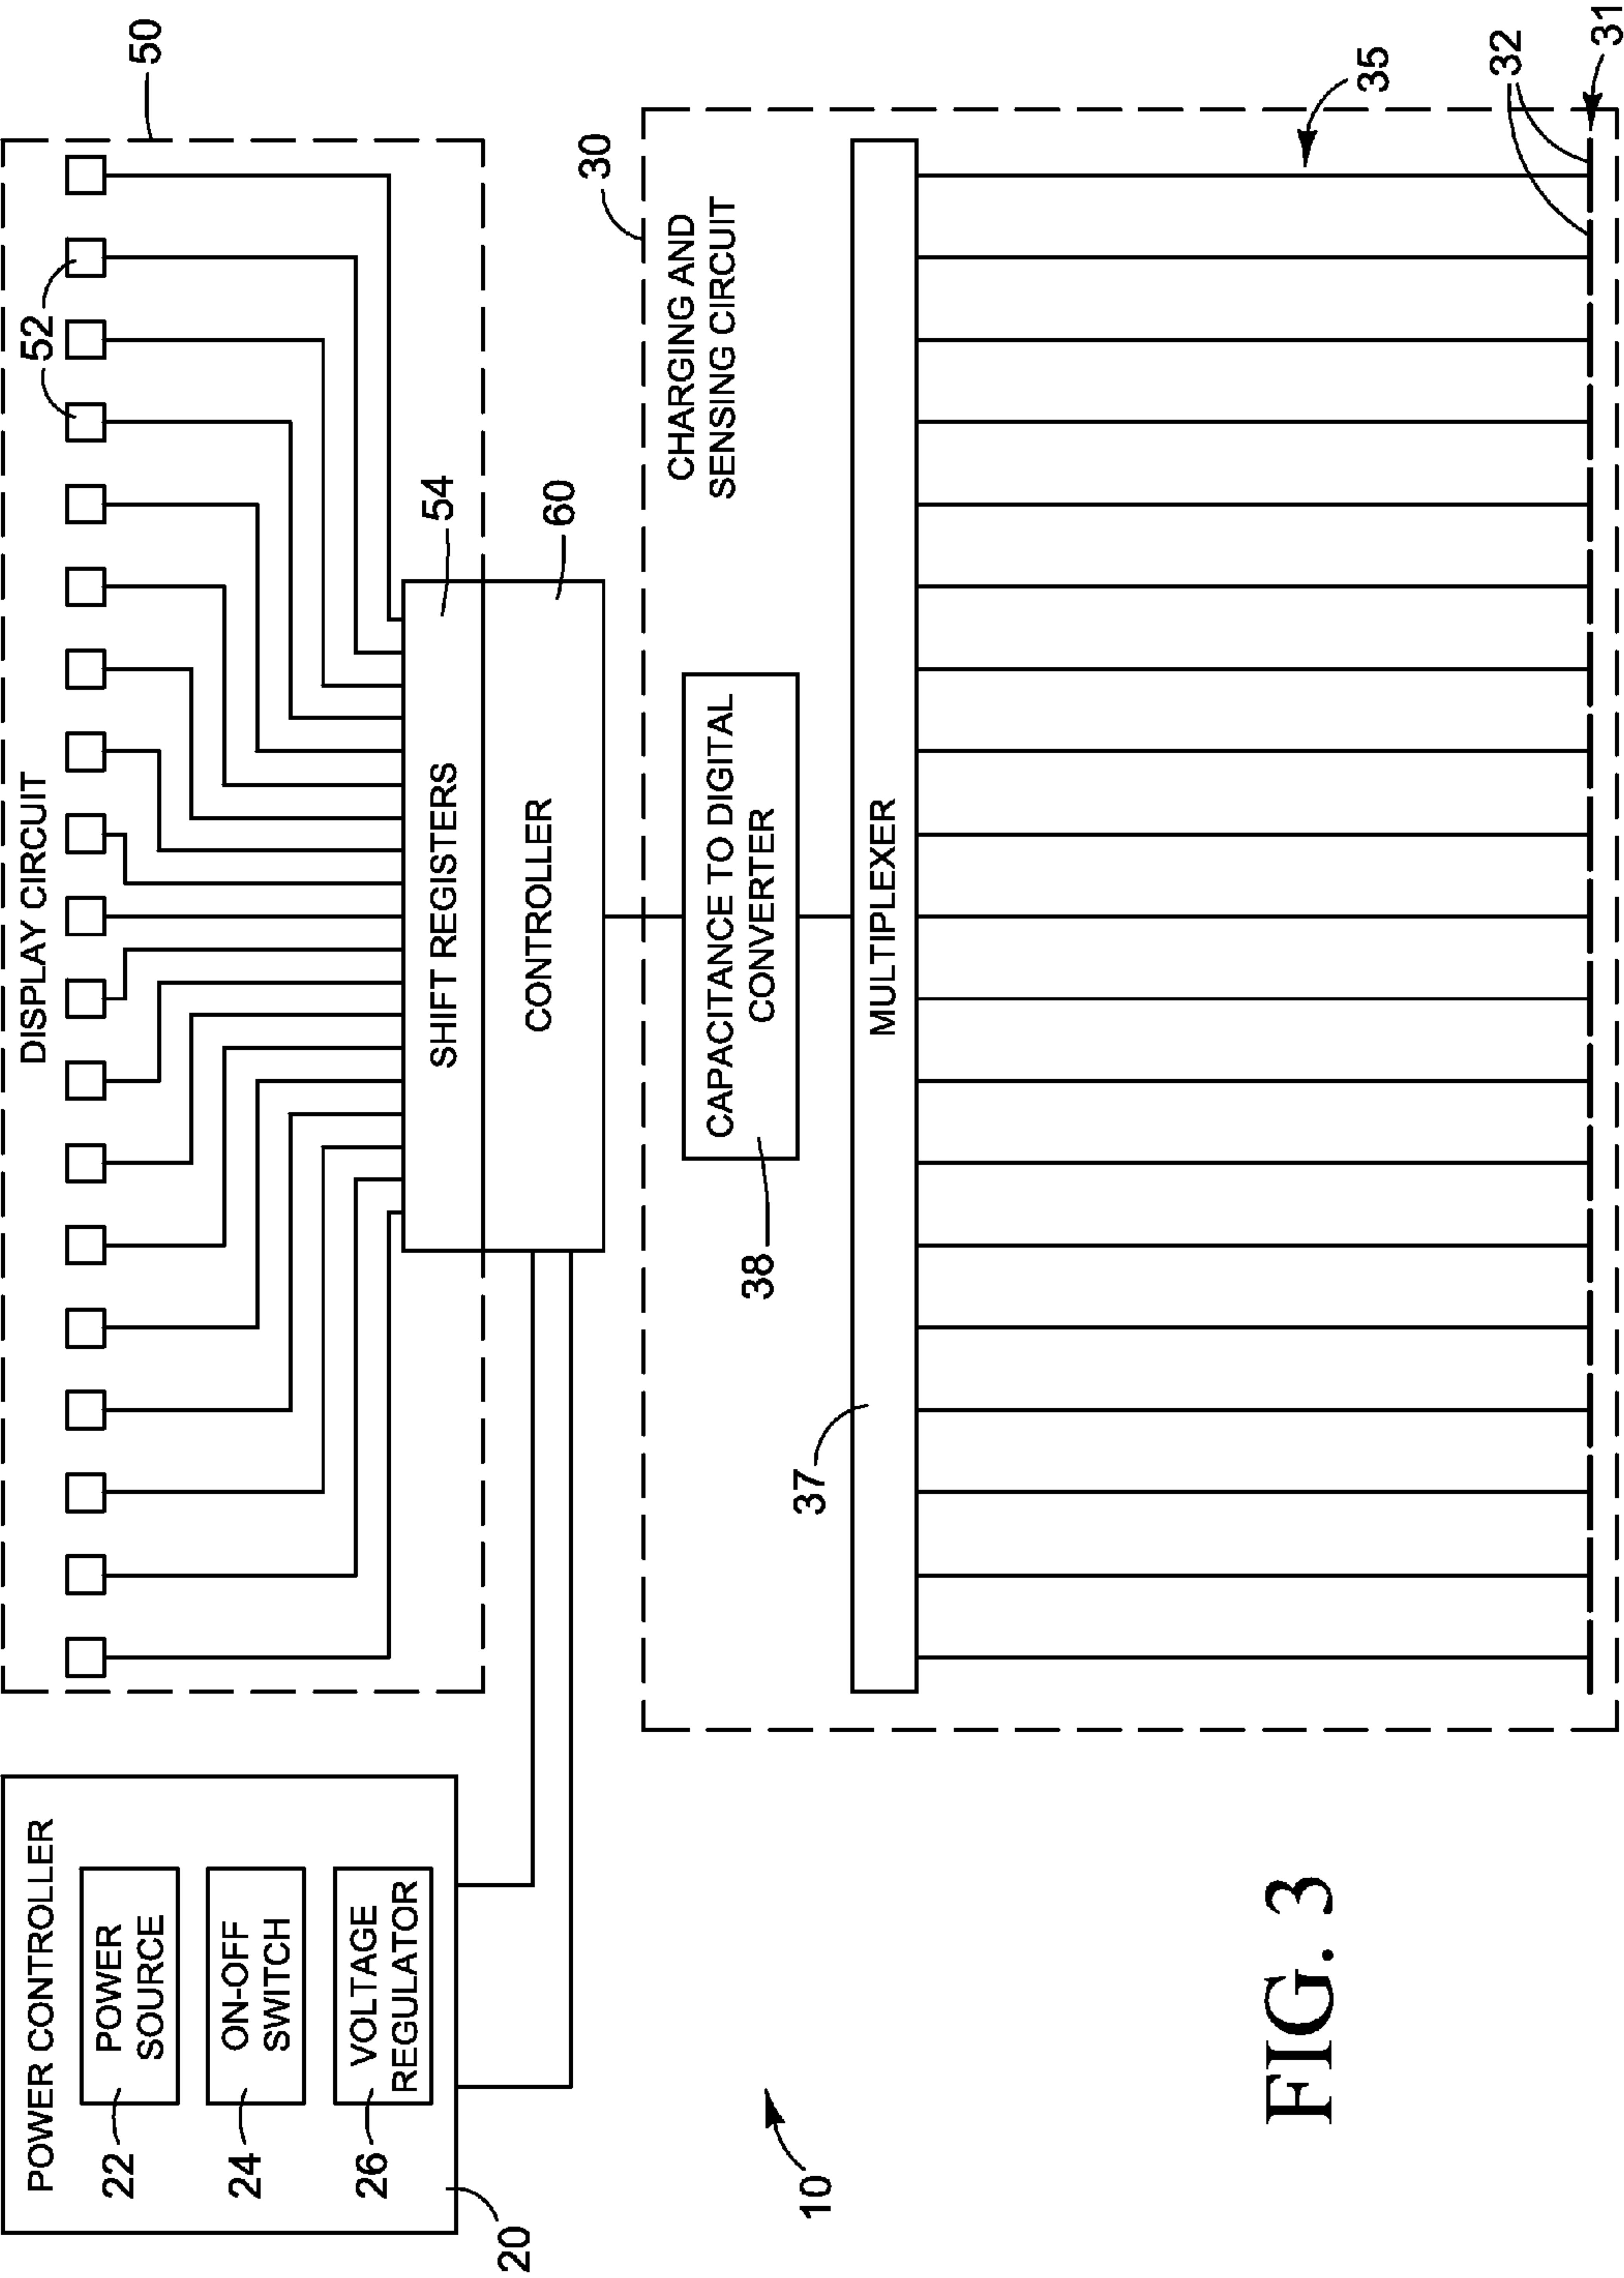 POWER CONTROLLER
22
POWER
SOURCE
24
ON-OFF
SWITCH
26
VOLTAGE
REGULATOR
20
DISPLAY CIRCUIT
52
50
SHIFT REGISTERS
54
CONTROLLER
60
30
CHARGING AND
SENSING CIRCUIT
CAPACITANCE TO DIGITAL
CONVERTER
38
MULTIPLEXER
37
35
32
31
10
FIG. 3